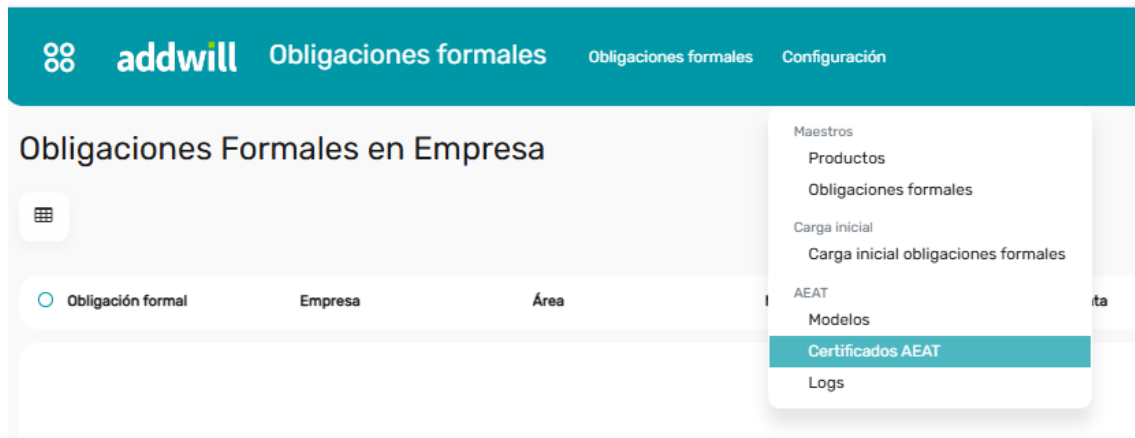 addwill Obligaciones formales Obligaciones formales Configuración
Obligaciones Formales en Empresa
Maestros
Productos
Obligaciones formales
Carga inicial
Carga inicial obligaciones formales
AEAT
Modelos
Certificados AEAT
Logs
Obligación formal Empresa Área